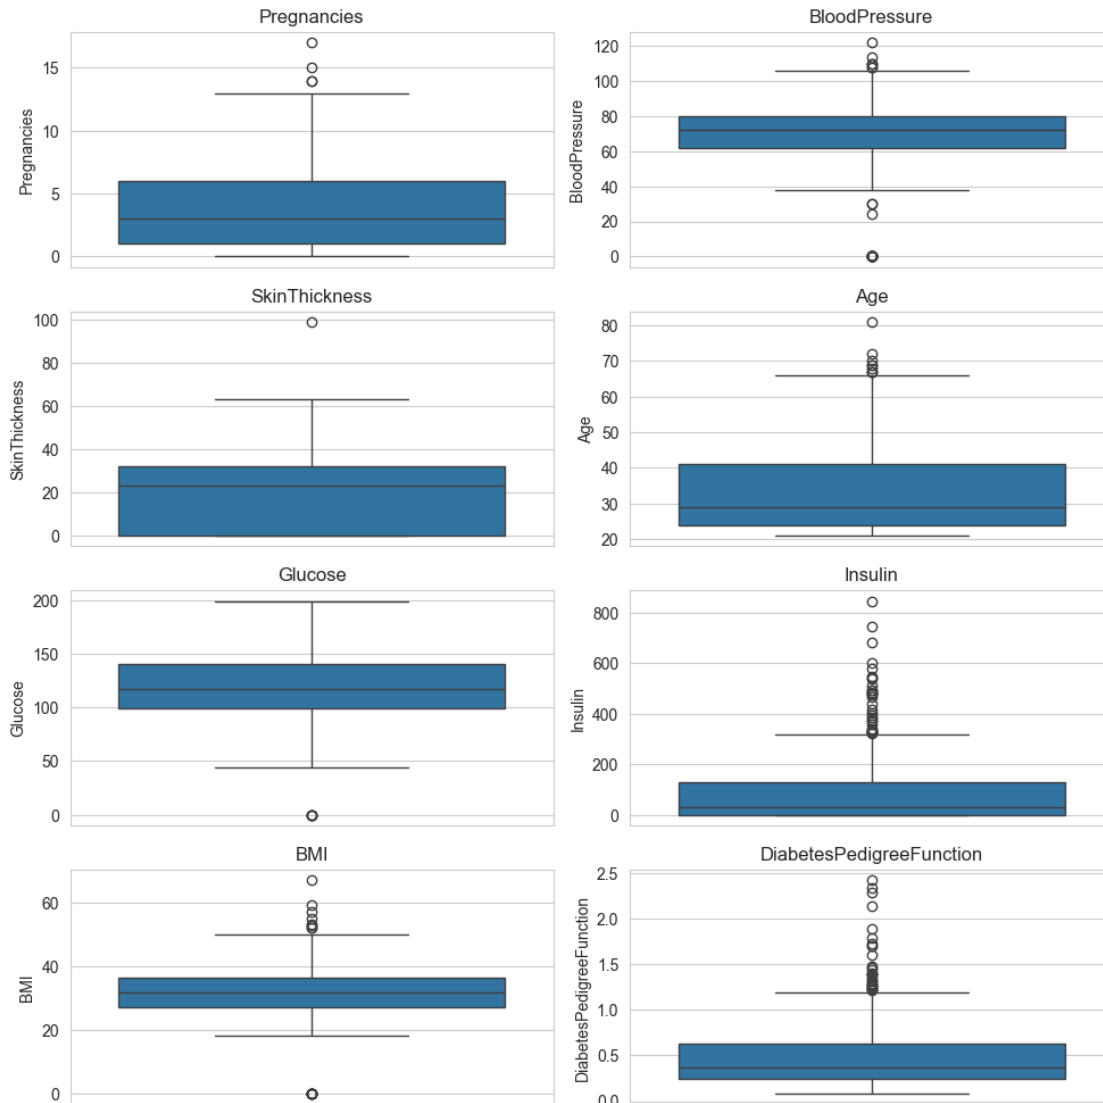 Pregnancies
Pregnancies
15
10
5
0
BloodPressure
BloodPressure
120
100
80
60
40
20
0
SkinThickness
SkinThickness
100
80
60
40
20
0
Age
Age
80
70
60
50
40
30
20
Glucose
Glucose
200
150
100
50
0
Insulin
Insulin
800
600
400
200
0
BMI
BMI
60
40
20
0
DiabetesPedigreeFunction
DiabetesPedigreeFunction
2.5
2.0
1.5
1.0
0.5
0.0